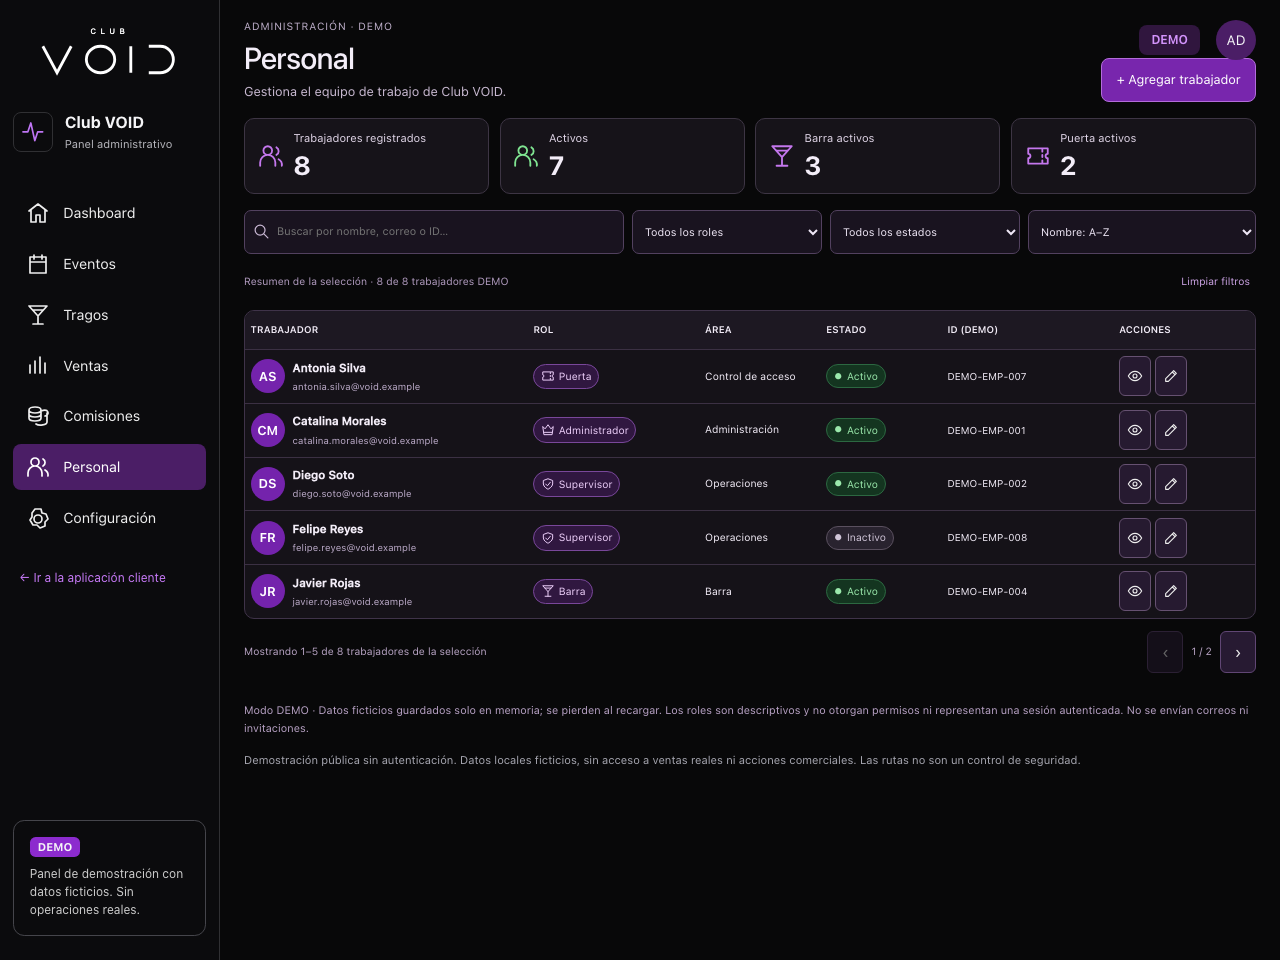 CLUB
VOID
Club VOID
Panel administrativo
Dashboard
Eventos
Tragos
Ventas
Comisiones
Personal
Configuración
← Ir a la aplicación cliente
DEMO
Panel de demostración con
datos ficticios. Sin
operaciones reales.
ADMINISTRACIÓN · DEMO
Personal
Gestiona el equipo de trabajo de Club VOID.
DEMO
AD
+ Agregar trabajador
Trabajadores registrados
8
Activos
7
Barra activos
3
Puerta activos
2
Buscar por nombre, correo o ID...
Todos los roles
Todos los estados
Nombre: A–Z
Resumen de la selección · 8 de 8 trabajadores DEMO
Limpiar filtros
TRABAJADOR ROL ÁREA ESTADO ID (DEMO) ACCIONES
AS Antonia Silva Puerta Control de acceso Activo DEMO-EMP-007
antonia.silva@void.example
CM Catalina Morales Administrador Administración Activo DEMO-EMP-001
catalina.morales@void.example
DS Diego Soto Supervisor Operaciones Activo DEMO-EMP-002
diego.soto@void.example
FR Felipe Reyes Supervisor Operaciones Inactivo DEMO-EMP-008
felipe.reyes@void.example
JR Javier Rojas Barra Barra Activo DEMO-EMP-004
javier.rojas@void.example
Mostrando 1–5 de 8 trabajadores de la selección
‹ 1 / 2 ›
Modo DEMO · Datos ficticios guardados solo en memoria; se pierden al recargar. Los roles son descriptivos y no otorgan permisos ni representan una sesión autenticada. No se envían correos ni
invitaciones.
Demostración pública sin autenticación. Datos locales ficticios, sin acceso a ventas reales ni acciones comerciales. Las rutas no son un control de seguridad.